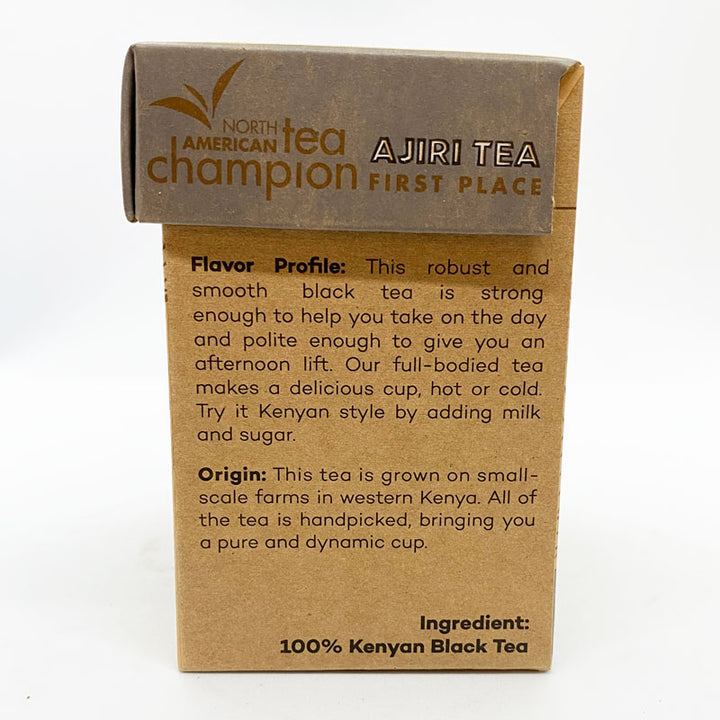 NORTH
AMERICAN tea
champion
AJIRI TEA
FIRST PLACE
Flavor Profile: This robust and
smooth black tea is strong
enough to help you take on the day
and polite enough to give you an
afternoon lift. Our full-bodied tea
makes a delicious cup, hot or cold.
Try it Kenyan style by adding milk
and sugar.
Origin: This tea is grown on small-
scale farms in western Kenya. All of
the tea is handpicked, bringing you
a pure and dynamic cup.
Ingredient:
100% Kenyan Black Tea